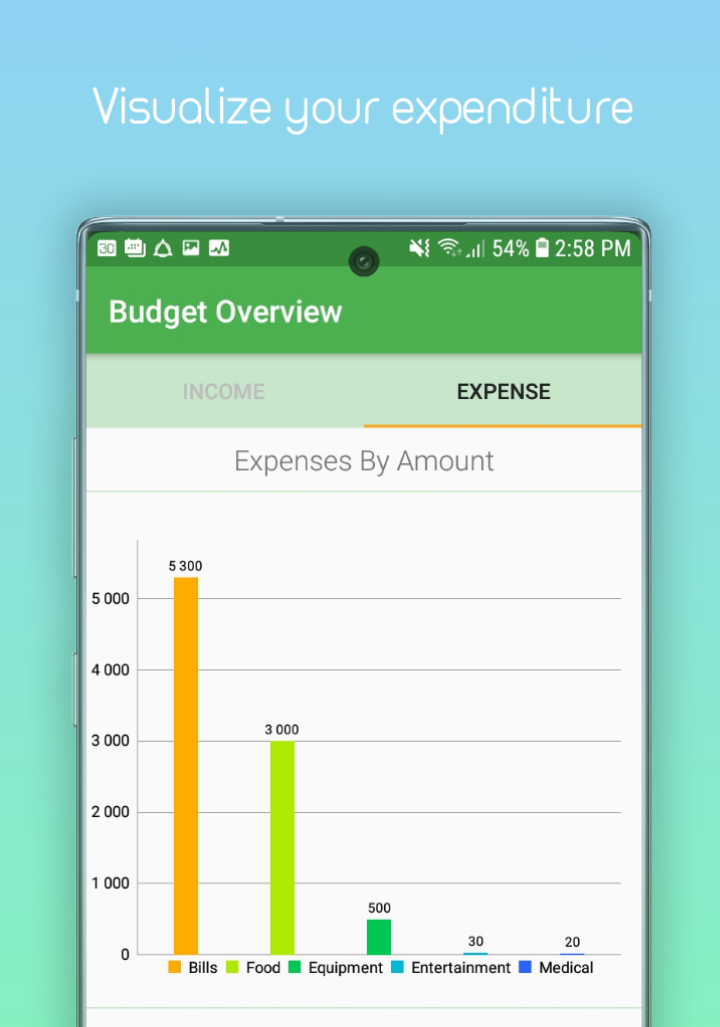 Visualize your expenditure
30 54% 2:58 PM
Budget Overview
INCOME EXPENSE
Expenses By Amount
5 300
5 000
4 000
3 000
3 000
2 000
1 000
500
30
20
0
Bills Food Equipment Entertainment Medical